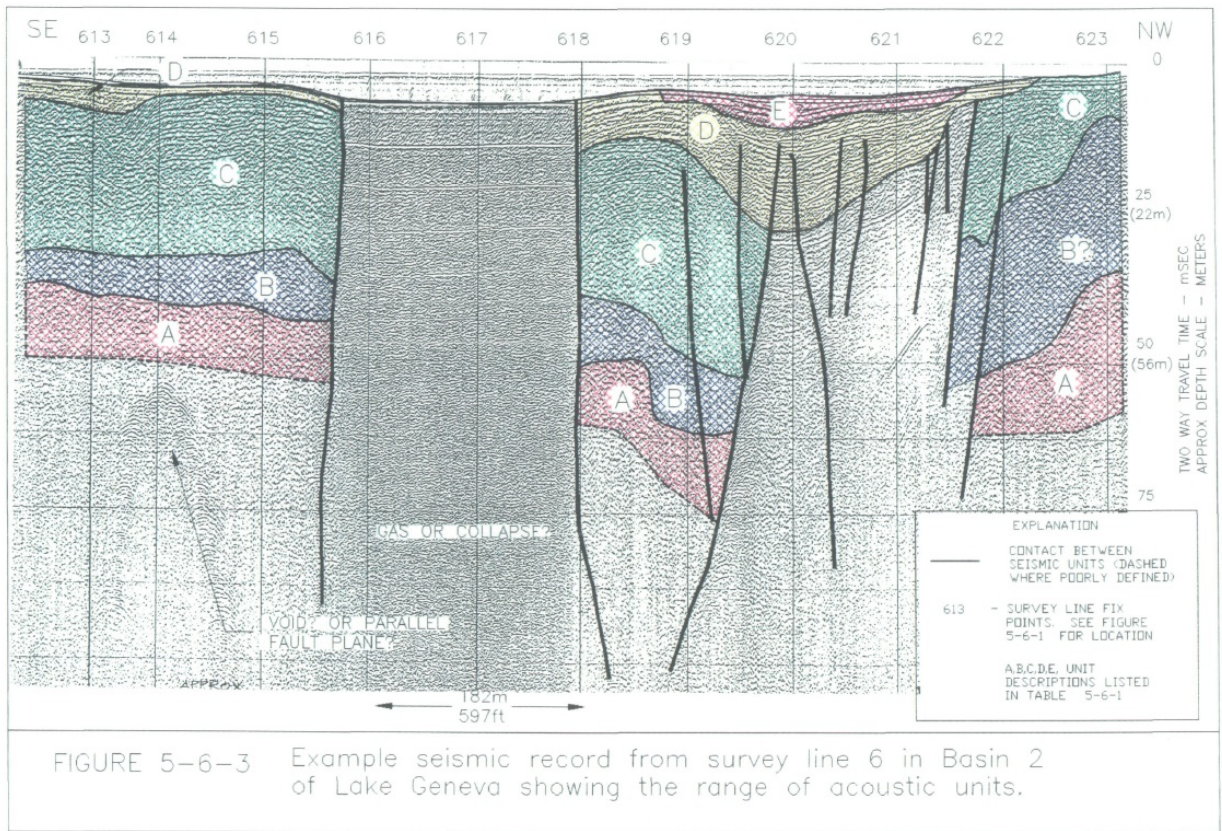 SE 613 614 615 616 617 618 619 620 621 622 623 NW
0
D
E
D
C
C
C
25
(22m)
B?
B
A
50
(56m)
A
B
A
TWO WAY TRAVEL TIME – mSEC
APPROX DEPTH SCALE – METERS
75
GAS OR COLLAPSE?
VOID? OR PARALLEL
FAULT PLANE?
APPROX
182m
597ft
EXPLANATION
CONTACT BETWEEN
SEISMIC UNITS (DASHED
WHERE POORLY DEFINED)
613 – SURVEY LINE FIX
POINTS. SEE FIGURE
5-6-1 FOR LOCATION
A,B,C,D,E, UNIT
DESCRIPTIONS LISTED
IN TABLE 5-6-1
FIGURE 5-6-3 Example seismic record from survey line 6 in Basin 2
of Lake Geneva showing the range of acoustic units.